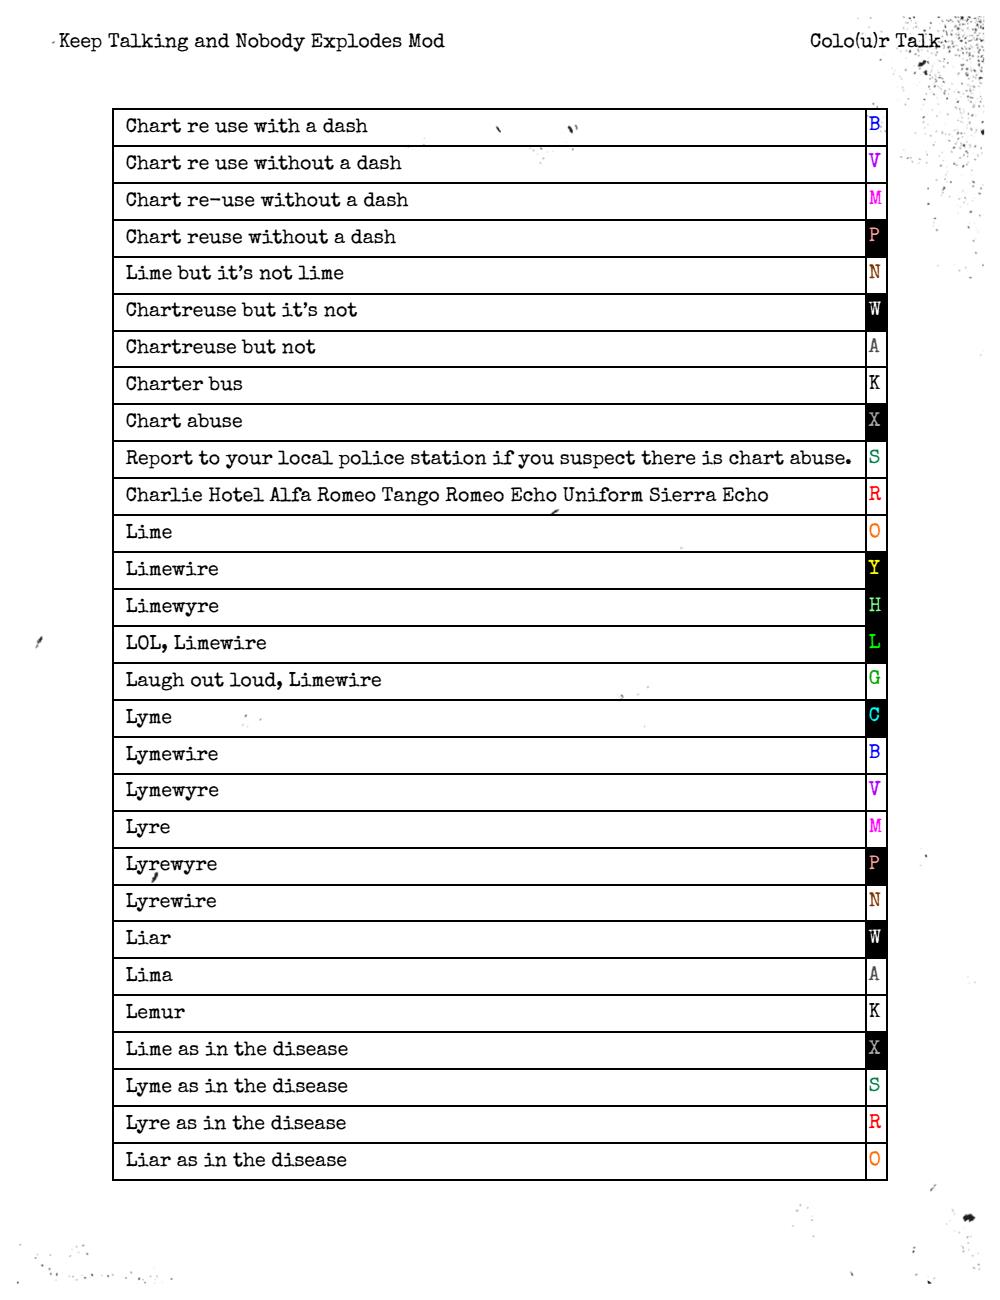 Keep Talking and Nobody Explodes Mod Colo(u)r Talk
Chart re use with a dash B
Chart re use without a dash V
Chart re-use without a dash M
Chart reuse without a dash P
Lime but it's not lime N
Chartreuse but it's not W
Chartreuse but not A
Charter bus K
Chart abuse X
Report to your local police station if you suspect there is chart abuse. S
Charlie Hotel Alfa Romeo Tango Romeo Echo Uniform Sierra Echo R
Lime O
Limewire Y
Limewyre H
LOL, Limewire L
Laugh out loud, Limewire G
Lyme C
Lymewire B
Lymewyre V
Lyre M
Lyrewyre P
Lyrewire N
Liar W
Lima A
Lemur K
Lime as in the disease X
Lyme as in the disease S
Lyre as in the disease R
Liar as in the disease O